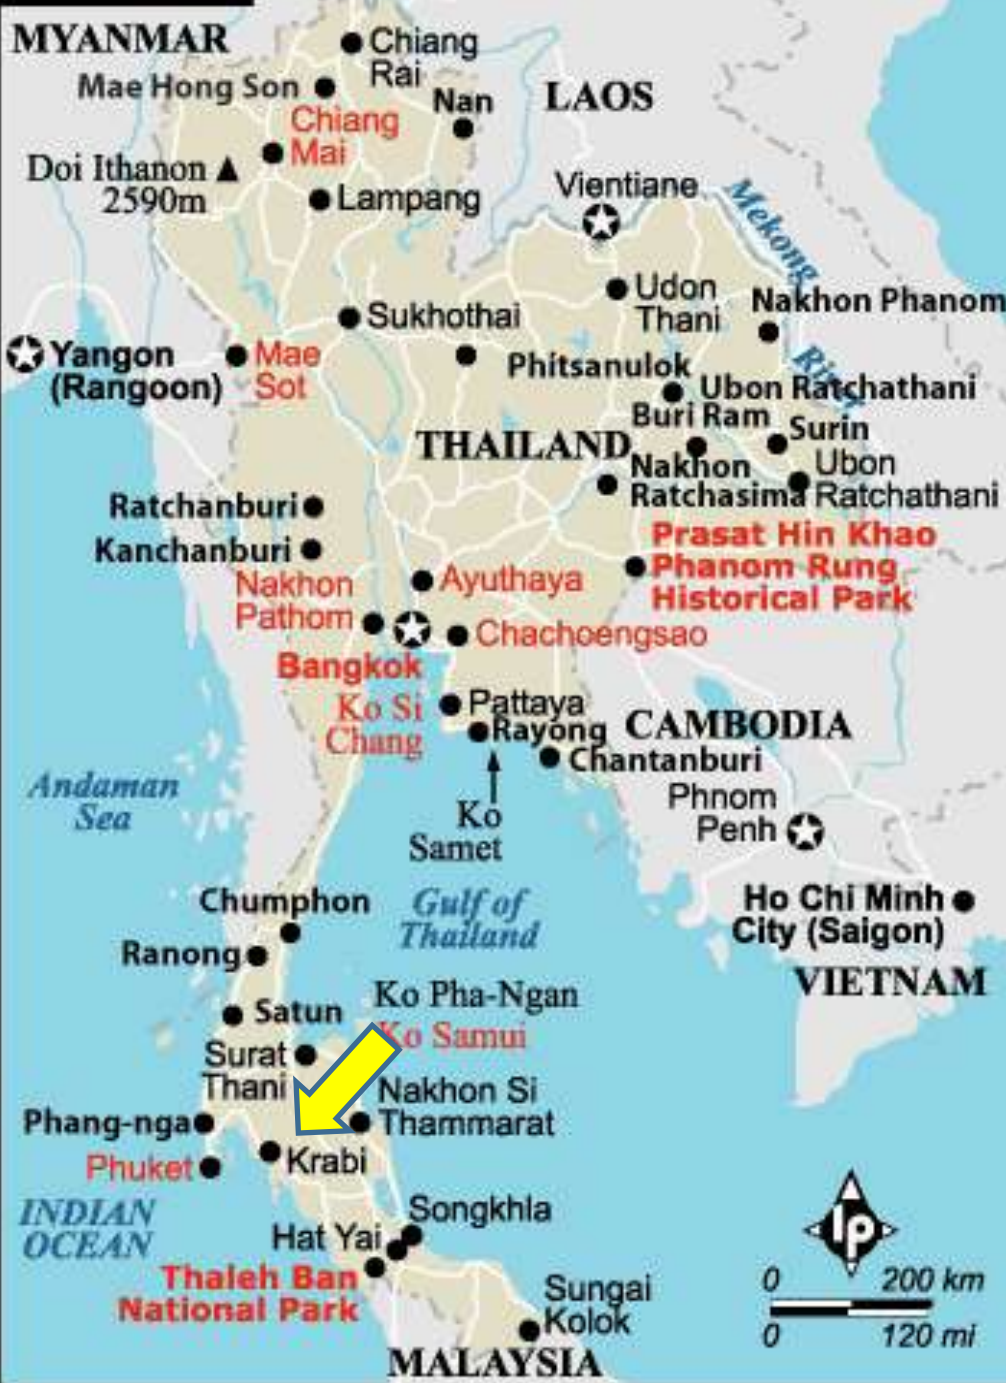 MYANMAR
Chiang
Rai
Mae Hong Son
Nan
LAOS
Chiang
Mai
Doi Ithanon
2590m
Lampang
Vientiane
Mekong
River
Udon
Thani
Nakhon Phanom
Sukhothai
Yangon
(Rangoon)
Mae
Sot
Phitsanulok
Ubon Ratchathani
Buri Ram
Surin
THAILAND
Nakhon
Ratchasima
Ubon
Ratchathani
Ratchanburi
Kanchanburi
Prasat Hin Khao
Phanom Rung
Historical Park
Nakhon
Pathom
Ayuthaya
Chachoengsao
Bangkok
Ko Si
Chang
Pattaya
Rayong
CAMBODIA
Chantanburi
Andaman
Sea
Ko
Samet
Phnom
Penh
Chumphon
Gulf of
Thailand
Ho Chi Minh
City (Saigon)
Ranong
VIETNAM
Satun
Ko Pha-Ngan
Ko Samui
Surat
Thani
Nakhon Si
Thammarat
Phang-nga
Phuket
Krabi
INDIAN
OCEAN
Songkhla
Hat Yai
Thaleh Ban
National Park
Sungai
Kolok
MALAYSIA
lp
0 200 km
0 120 mi